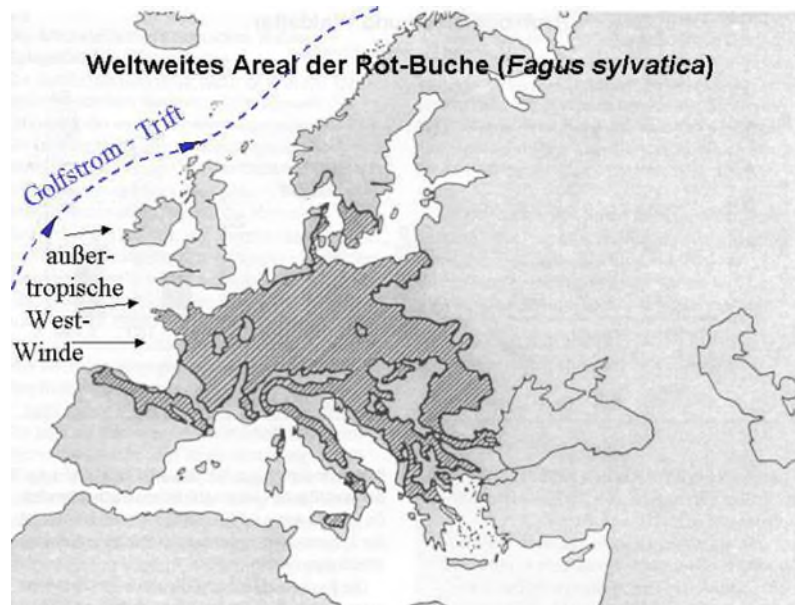 Weltweites Areal der Rot-Buche (Fagus sylvatica)
Golfstrom - Trift
außer-
tropische
West-
Winde